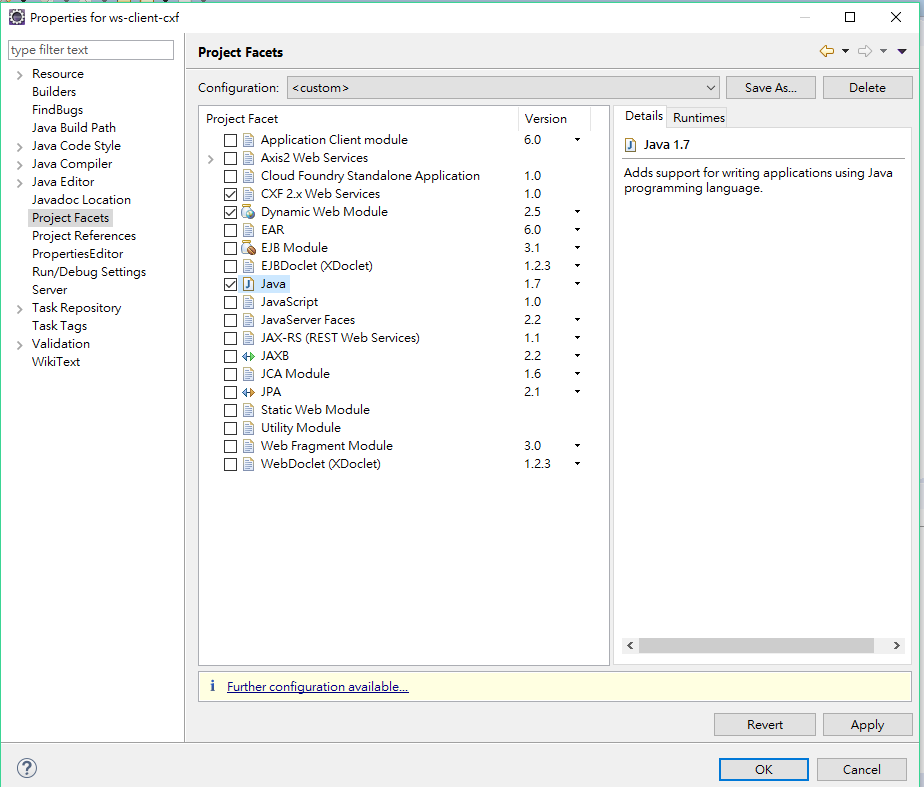 Properties for ws-client-cxf
type filter text
Resource
Builders
FindBugs
Java Build Path
Java Code Style
Java Compiler
Java Editor
Javadoc Location
Project Facets
Project References
PropertiesEditor
Run/Debug Settings
Server
Task Repository
Task Tags
Validation
WikiText
Project Facets
Configuration: <custom> Save As... Delete
Project Facet Version
Application Client module 6.0
Axis2 Web Services
Cloud Foundry Standalone Application 1.0
CXF 2.x Web Services 1.0
Dynamic Web Module 2.5
EAR 6.0
EJB Module 3.1
EJBDoclet (XDoclet) 1.2.3
Java 1.7
JavaScript 1.0
JavaServer Faces 2.2
JAX-RS (REST Web Services) 1.1
JAXB 2.2
JCA Module 1.6
JPA 2.1
Static Web Module
Utility Module
Web Fragment Module 3.0
WebDoclet (XDoclet) 1.2.3
Details Runtimes
Java 1.7
Adds support for writing applications using Java
programming language.
Further configuration available...
Revert Apply
OK Cancel